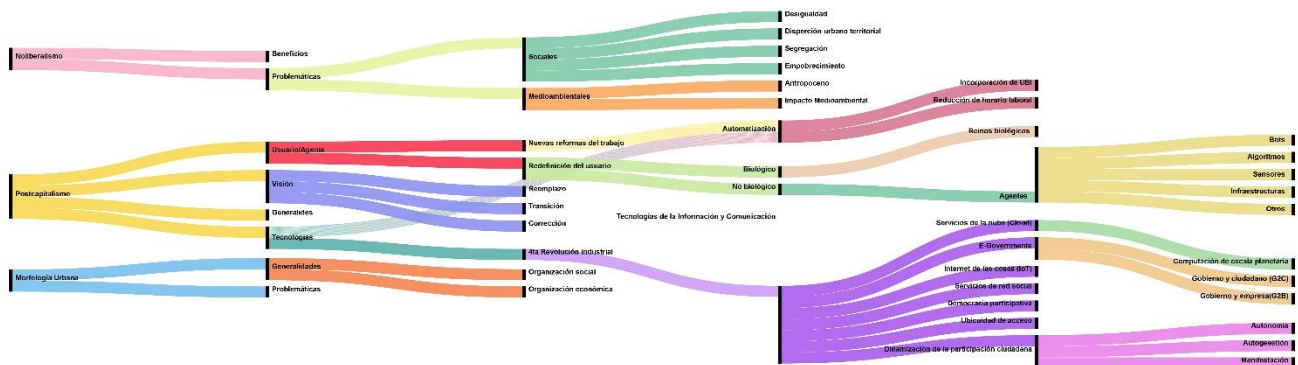 Noliberalismo
Beneficios
Problemáticas
Sociales
Medioambientales
Desigualdad
Disperción urbano territorial
Segregación
Empobrecimiento
Antropoceno
Impacto Medioambiental
Postcapitalismo
Usuario/Agente
Visión
Generalides
Tecnologías
Nuevas reformas del trabajo
Redefinición del usuario
Reemplazo
Transición
Corrección
4ta Revolución industrial
Automatización
Biológico
No biológico
Tecnologías de la Información y Comunicación
Incorporación de UBI
Reducción de horario laboral
Reinos biológicos
Agentes
Bots
Algoritmos
Sensores
Infraestructuras
Otros
Servicios de la nube (Cloud)
E-Governments
Internet de las cosas (IoT)
Servicios de red social
Democracia participativa
Ubicuidad de acceso
Dinamización de la participación ciudadana
Computación de escala planetaria
Gobierno y ciudadano (G2C)
Gobierno y empresa(G2B)
Autonomía
Autogestión
Manifestación
Morfología Urbana
Generalidades
Problemáticas
Organización social
Organización económica